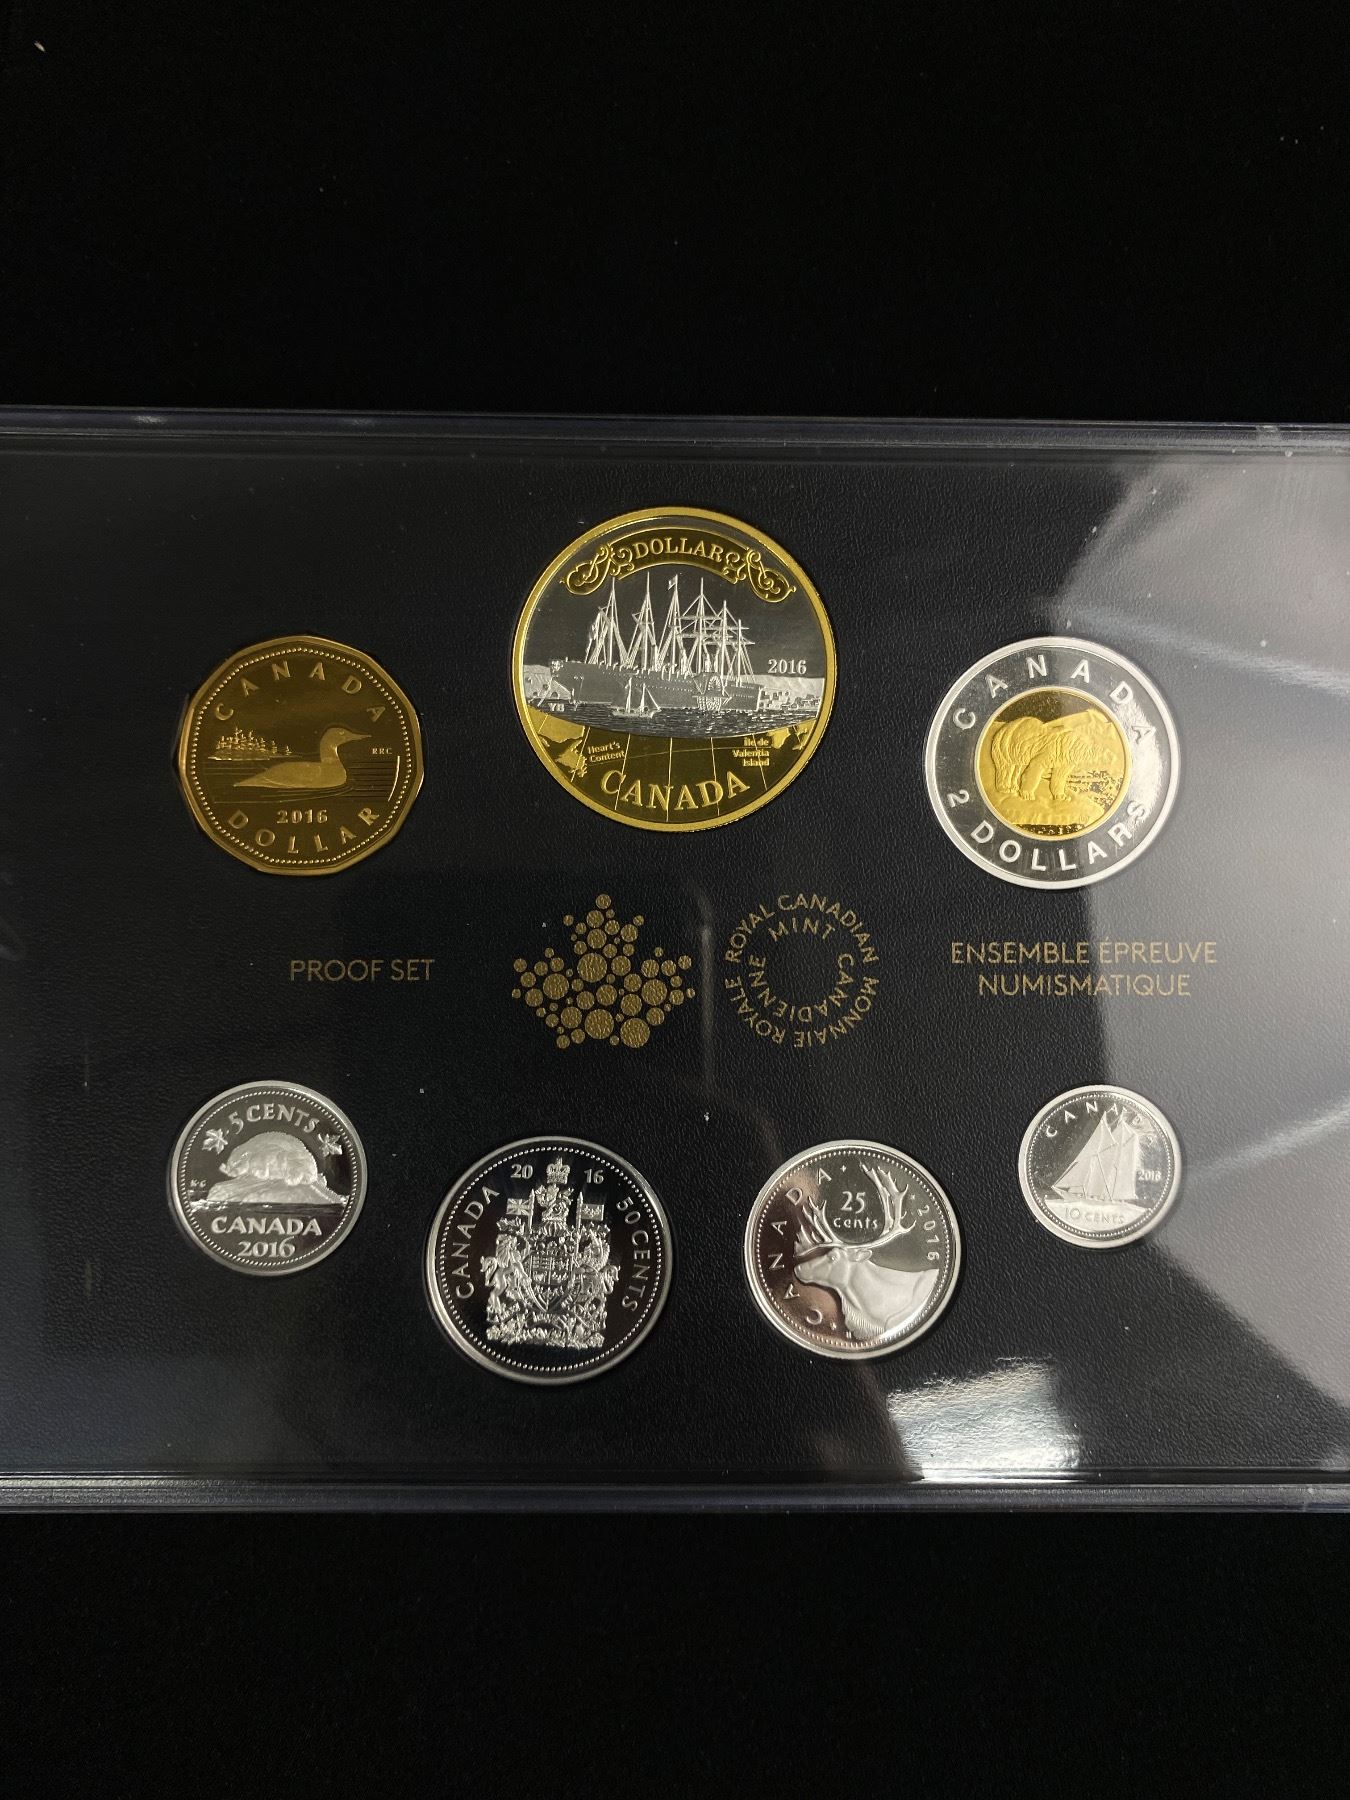 DOLLAR
2016
YB
Heart's
Content
Île de
Valentia
Island
CANADA
CANADA
RRC
2016
DOLLAR
CANADA
2 DOLLARS
PROOF SET
ROYAL CANADIAN MINT
MONNAIE ROYALE CANADIENNE
ENSEMBLE ÉPREUVE
NUMISMATIQUE
5 CENTS
K·G
CANADA
2016
2016
CANADA
50 CENTS
CANADA
25
cents
2016
H
CANADA
2016
10 CENTS